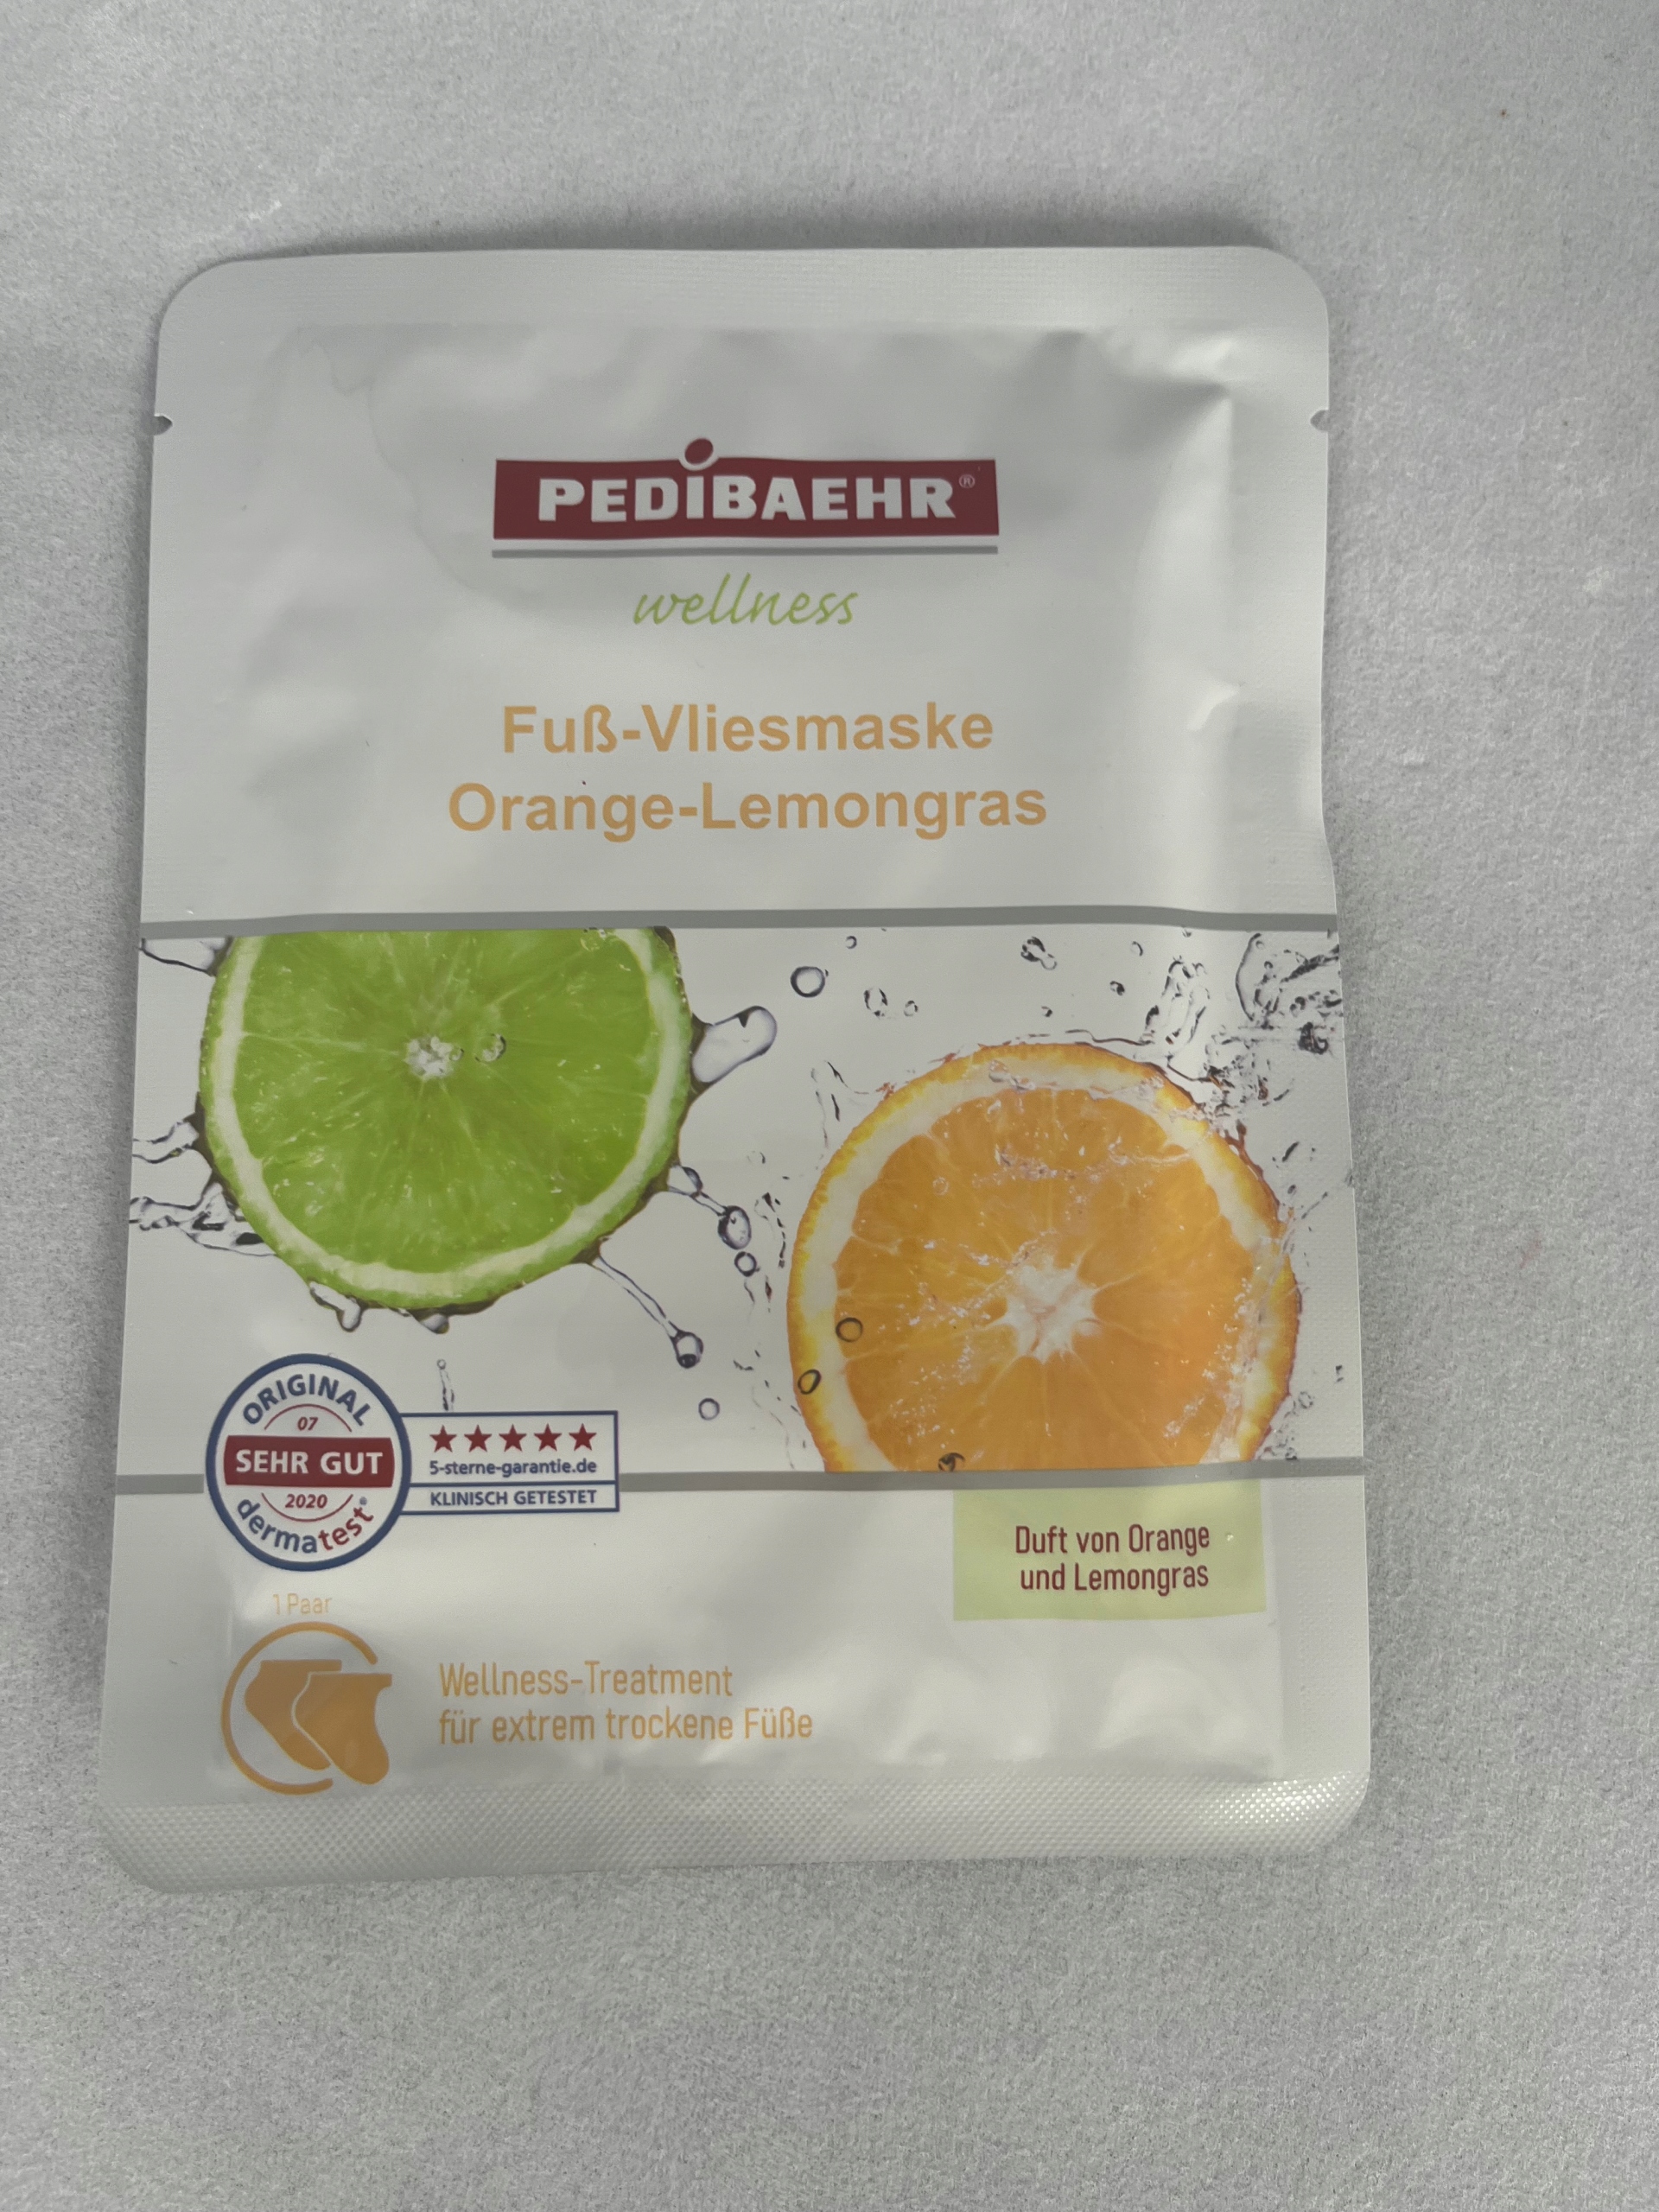 PEDIBAEHR®
wellness
Fuß-Vliesmaske
Orange-Lemongras
ORIGINAL
07
SEHR GUT
2020
dermatest®
★★★★★
5-sterne-garantie.de
KLINISCH GETESTET
Duft von Orange
und Lemongras
1 Paar
Wellness-Treatment
für extrem trockene Füße